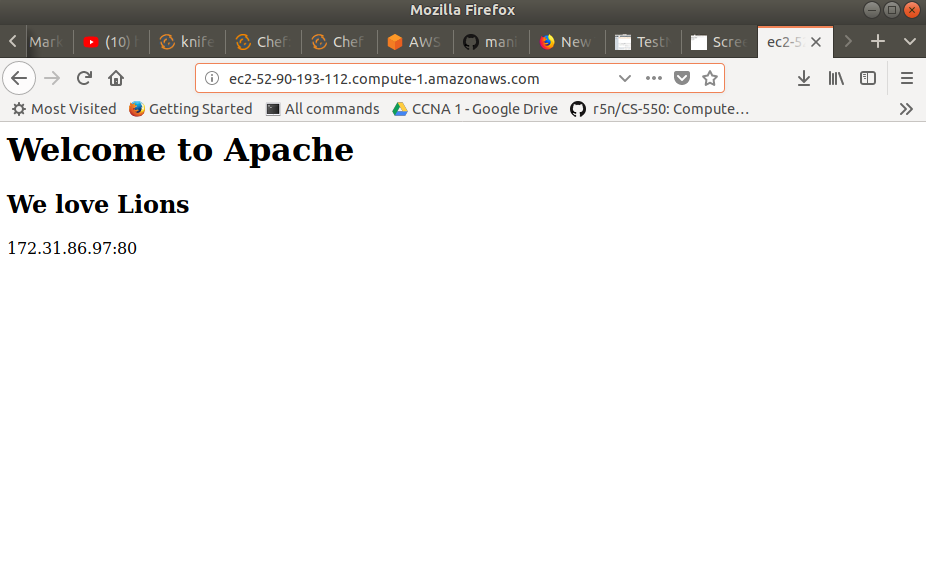 Mozilla Firefox
Mark (10) knife Chef Chef AWS mani New Test Scree ec2-5
ec2-52-90-193-112.compute-1.amazonaws.com
Most Visited Getting Started All commands CCNA 1 - Google Drive r5n/CS-550: Compute…
Welcome to Apache
We love Lions
172.31.86.97:80